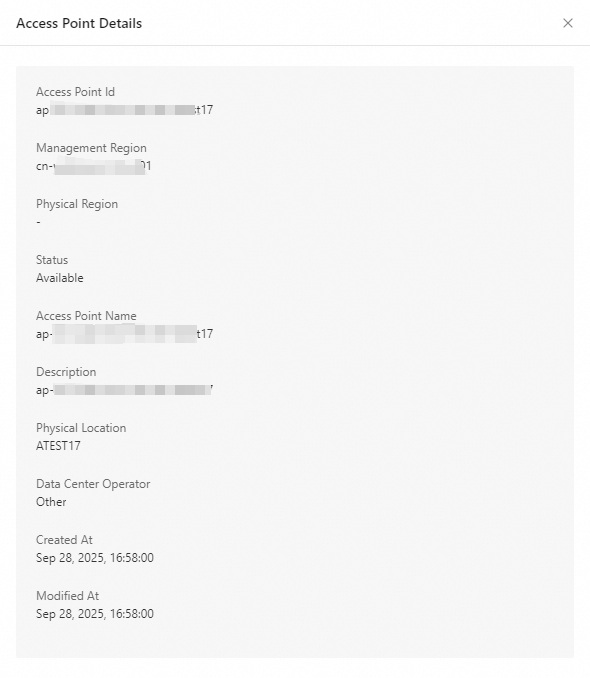 Access Point Details
Access Point Id
Management Region
Physical Region
-
Status
Available
Access Point Name
Description
Physical Location
ATEST17
Data Center Operator
Other
Created At
Sep 28, 2025, 16:58:00
Modified At
Sep 28, 2025, 16:58:00